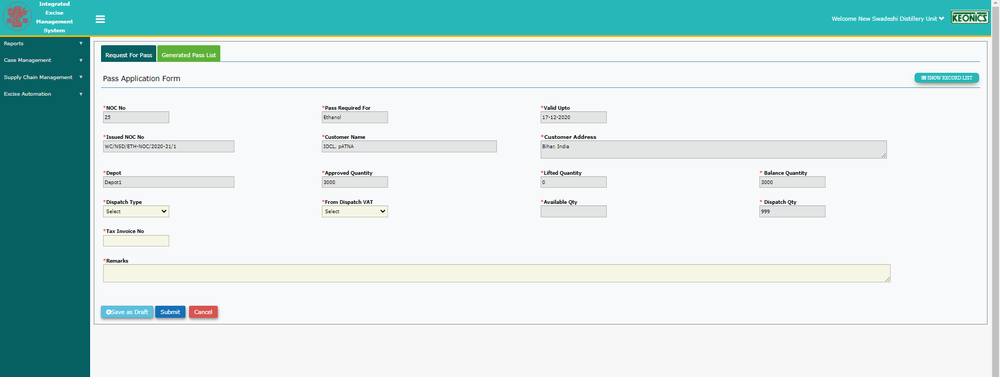 Integrated
Excise
Management
System
Welcome New Swadeshi Distillery Unit
KEONICS
Reports
Case Management
Supply Chain Management
Excise Automation
Request For Pass Generated Pass List
Pass Application Form
SHOW RECORD LIST
*NOC No *Pass Required For *Valid Upto
25 Ethanol 17-12-2020
*Issued NOC No *Customer Name *Customer Address
WC/NSD/ETH-NOC/2020-21/1 IOCL, pATNA Bihar, India
*Depot *Approved Quantity *Lifted Quantity * Balance Quantity
Depot1 3000 0 3000
*Dispatch Type *From Dispatch VAT *Available Qty * Dispatch Qty
Select Select 999
*Tax Invoice No
*Remarks
Save as Draft Submit Cancel